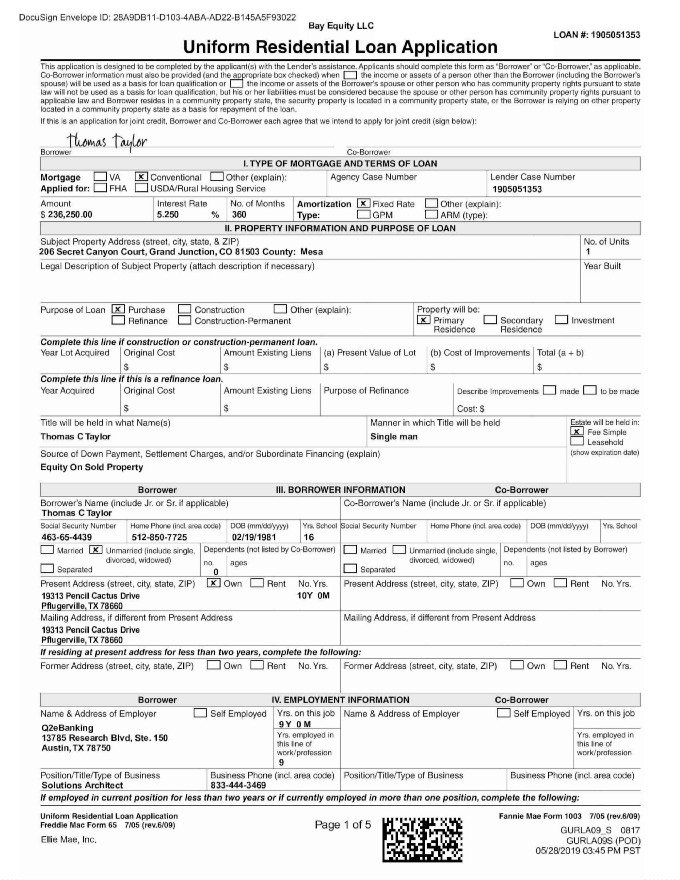 DocuSign Envelope ID: 28A9DB11-D103-4ABA-AD22-B145A5F93022
Bay Equity LLC
LOAN #: 1905051353
Uniform Residential Loan Application
This application is designed to be completed by the applicant(s) with the Lender's assistance. Applicants should complete this form as "Borrower" or "Co-Borrower," as applicable.
Co-Borrower information must also be provided (and the appropriate box checked) when the income or assets of a person other than the Borrower (including the Borrower's
spouse) will be used as a basis for loan qualification or the income or assets of the Borrower's spouse or other person who has community property rights pursuant to state
law will not be used as a basis for loan qualification, but his or her liabilities must be considered because the spouse or other person has community property rights pursuant to
applicable law and Borrower resides in a community property state, the security property is located in a community property state, or the Borrower is relying on other property
located in a community property state as a basis for repayment of the loan.
If this is an application for joint credit, Borrower and Co-Borrower each agree that we intend to apply for joint credit (sign below):
Thomas Taylor
Borrower Co-Borrower
I. TYPE OF MORTGAGE AND TERMS OF LOAN
Mortgage VA x Conventional Other (explain): Agency Case Number Lender Case Number
Applied for: FHA USDA/Rural Housing Service 1905051353
Amount Interest Rate No. of Months Amortization x Fixed Rate Other (explain):
$ 236,250.00 5.250 % 360 Type: GPM ARM (type):
II. PROPERTY INFORMATION AND PURPOSE OF LOAN
Subject Property Address (street, city, state, & ZIP) No. of Units
206 Secret Canyon Court, Grand Junction, CO 81503 County: Mesa 1
Legal Description of Subject Property (attach description if necessary) Year Built
Purpose of Loan x Purchase Construction Other (explain): Property will be:
Refinance Construction-Permanent x Primary Residence Secondary Residence Investment
Complete this line if construction or construction-permanent loan.
Year Lot Acquired Original Cost Amount Existing Liens (a) Present Value of Lot (b) Cost of Improvements Total (a + b)
$ $ $ $ $
Complete this line if this is a refinance loan.
Year Acquired Original Cost Amount Existing Liens Purpose of Refinance Describe Improvements made to be made
$ $ Cost: $
Title will be held in what Name(s) Manner in which Title will be held Estate will be held in:
Thomas C Taylor Single man x Fee Simple
Leasehold
Source of Down Payment, Settlement Charges, and/or Subordinate Financing (explain) (show expiration date)
Equity On Sold Property
Borrower III. BORROWER INFORMATION Co-Borrower
Borrower's Name (include Jr. or Sr. if applicable) Co-Borrower's Name (include Jr. or Sr. if applicable)
Thomas C Taylor
Social Security Number Home Phone (incl. area code) DOB (mm/dd/yyyy) Yrs. School Social Security Number Home Phone (incl. area code) DOB (mm/dd/yyyy) Yrs. School
463-65-4439 512-850-7725 02/19/1981 16
Married x Unmarried (include single, Dependents (not listed by Co-Borrower) Married Unmarried (include single, Dependents (not listed by Borrower)
divorced, widowed) no. ages divorced, widowed) no. ages
Separated 0 Separated
Present Address (street, city, state, ZIP) x Own Rent No. Yrs. Present Address (street, city, state, ZIP) Own Rent No. Yrs.
19313 Pencil Cactus Drive 10Y 0M
Pflugerville, TX 78660
Mailing Address, if different from Present Address Mailing Address, if different from Present Address
19313 Pencil Cactus Drive
Pflugerville, TX 78660
If residing at present address for less than two years, complete the following:
Former Address (street, city, state, ZIP) Own Rent No. Yrs. Former Address (street, city, state, ZIP) Own Rent No. Yrs.
Borrower IV. EMPLOYMENT INFORMATION Co-Borrower
Name & Address of Employer Self Employed Yrs. on this job Name & Address of Employer Self Employed Yrs. on this job
9 Y 0 M
Q2eBanking Yrs. employed in Yrs. employed in
13785 Research Blvd, Ste. 150 this line of this line of
Austin, TX 78750 work/profession work/profession
9
Position/Title/Type of Business Business Phone (incl. area code) Position/Title/Type of Business Business Phone (incl. area code)
Solutions Architect 833-444-3469
If employed in current position for less than two years or if currently employed in more than one position, complete the following:
Uniform Residential Loan Application Fannie Mae Form 1003 7/05 (rev.6/09)
Freddie Mac Form 65 7/05 (rev.6/09)
Page 1 of 5
Ellie Mae, Inc. GURLA09_S 0817
GURLA09S (POD)
05/28/2019 03:45 PM PST